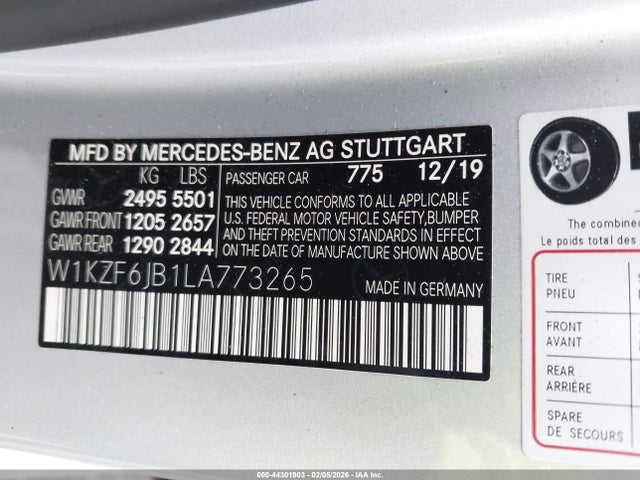 MFD BY MERCEDES-BENZ AG STUTTGART
KG LBS PASSENGER CAR 775 12/19
GVWR 2495 5501
GAWR FRONT 1205 2657
GAWR REAR 1290 2844
THIS VEHICLE CONFORMS TO ALL APPLICABLE
U.S. FEDERAL MOTOR VEHICLE SAFETY, BUMPER
AND THEFT PREVENTION STANDARDS IN EFFECT
ON DATE OF MANUFACTURE SHOWN ABOVE
W1KZF6JB1LA773265 MADE IN GERMANY
The combined
Le poids total des
TIRE
PNEU
FRONT
AVANT
REAR
ARRIÈRE
SPARE
DE SECOURS
000-44301903 - 02/05/2026 - IAAI, Inc.